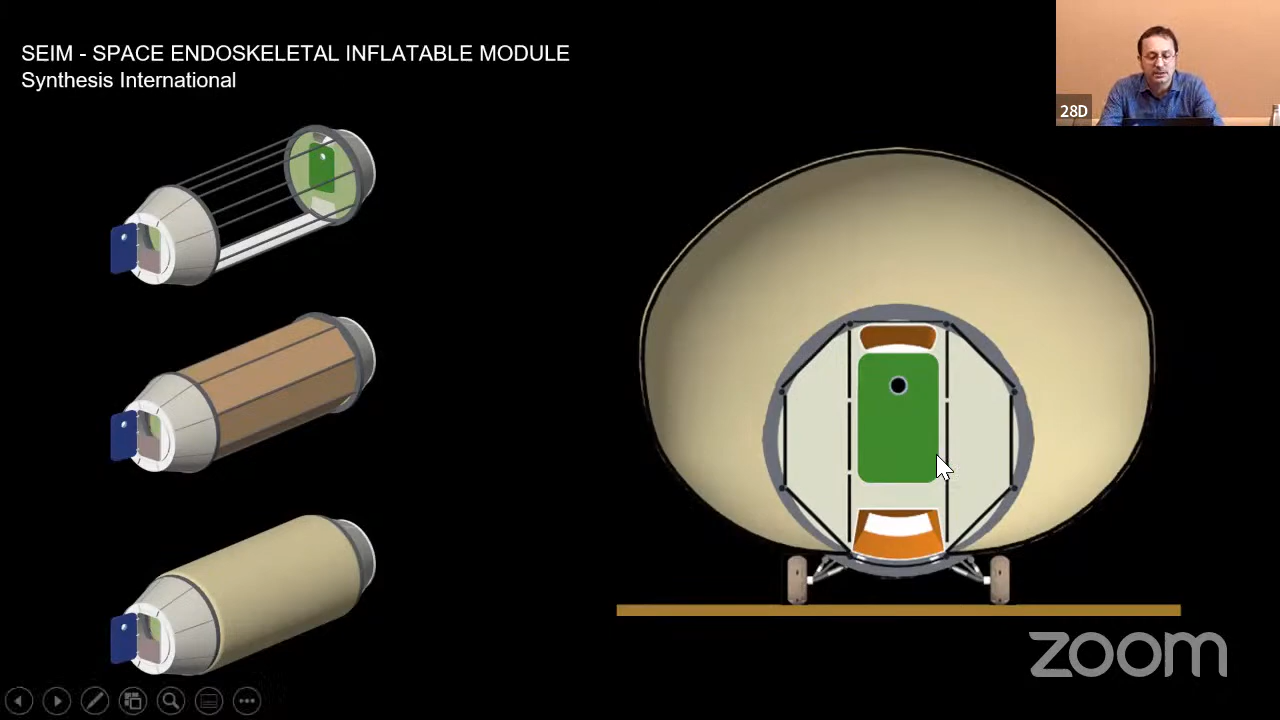 SEIM - SPACE ENDOSKELETAL INFLATABLE MODULE
Synthesis International
28D
zoom